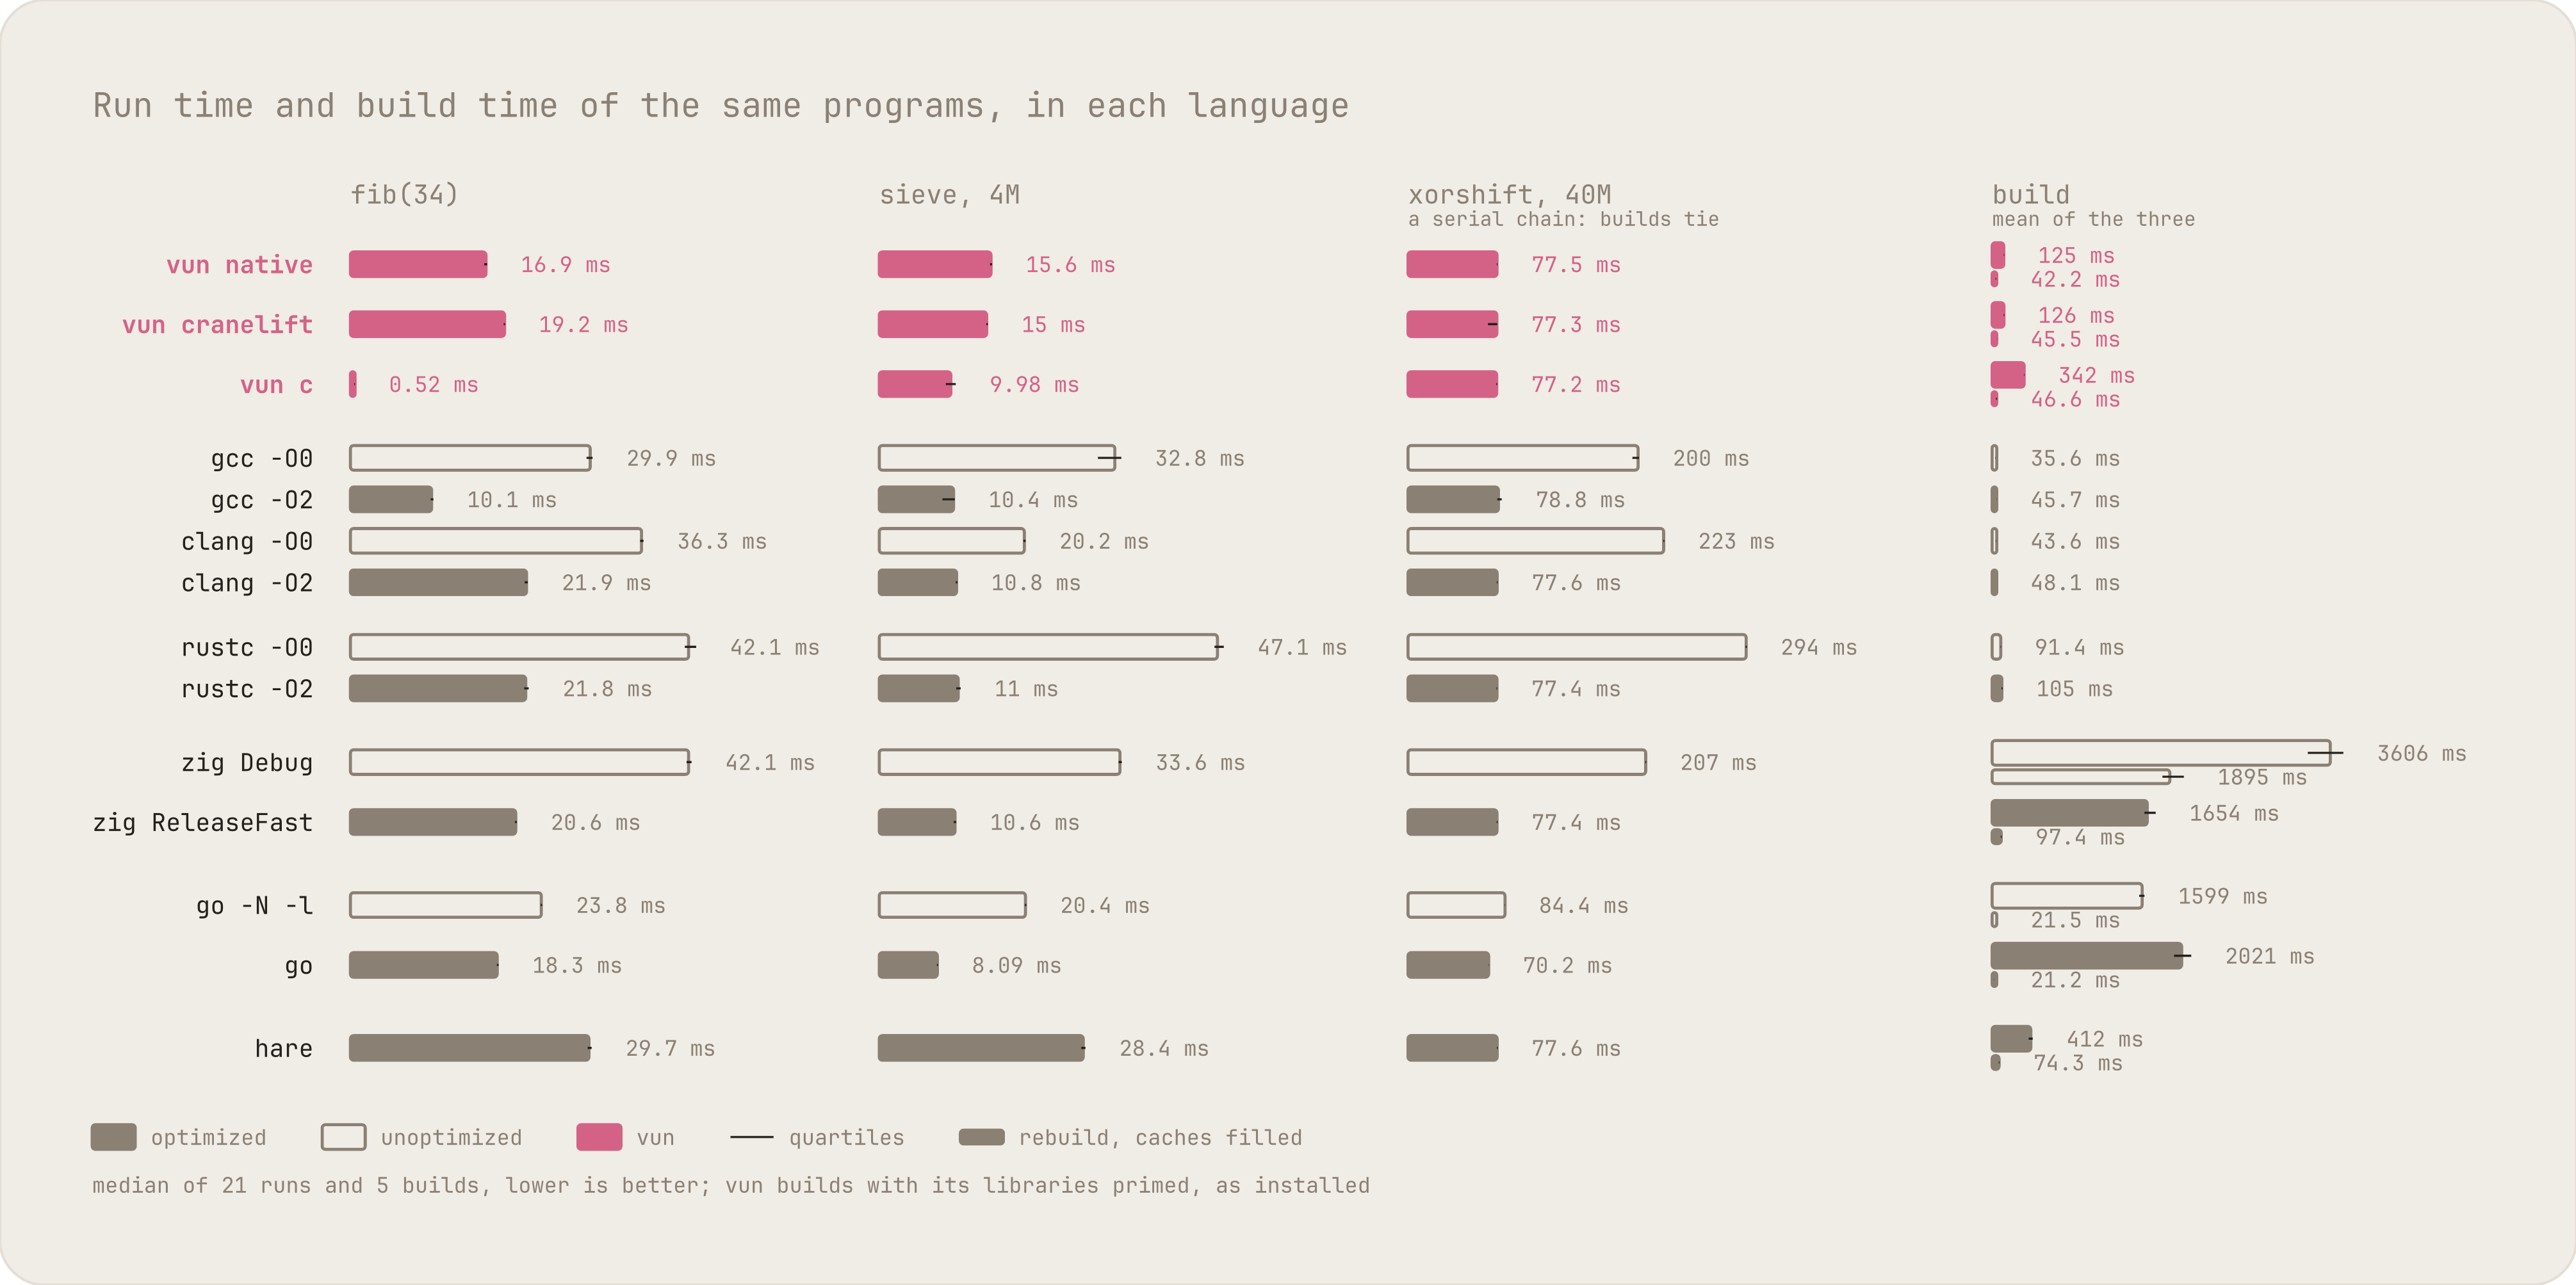 Run time and build time of the same programs, in each language
fib(34) sieve, 4M xorshift, 40M build
a serial chain: builds tie mean of the three
vun native 16.9 ms 15.6 ms 77.5 ms 125 ms
42.2 ms
vun cranelift 19.2 ms 15 ms 77.3 ms 126 ms
45.5 ms
vun c 0.52 ms 9.98 ms 77.2 ms 342 ms
46.6 ms
gcc -O0 29.9 ms 32.8 ms 200 ms 35.6 ms
gcc -O2 10.1 ms 10.4 ms 78.8 ms 45.7 ms
clang -O0 36.3 ms 20.2 ms 223 ms 43.6 ms
clang -O2 21.9 ms 10.8 ms 77.6 ms 48.1 ms
rustc -O0 42.1 ms 47.1 ms 294 ms 91.4 ms
rustc -O2 21.8 ms 11 ms 77.4 ms 105 ms
zig Debug 42.1 ms 33.6 ms 207 ms 3606 ms
1895 ms
zig ReleaseFast 20.6 ms 10.6 ms 77.4 ms 1654 ms
97.4 ms
go -N -l 23.8 ms 20.4 ms 84.4 ms 1599 ms
21.5 ms
go 18.3 ms 8.09 ms 70.2 ms 2021 ms
21.2 ms
hare 29.7 ms 28.4 ms 77.6 ms 412 ms
74.3 ms
optimized unoptimized vun quartiles rebuild, caches filled
median of 21 runs and 5 builds, lower is better; vun builds with its libraries primed, as installed